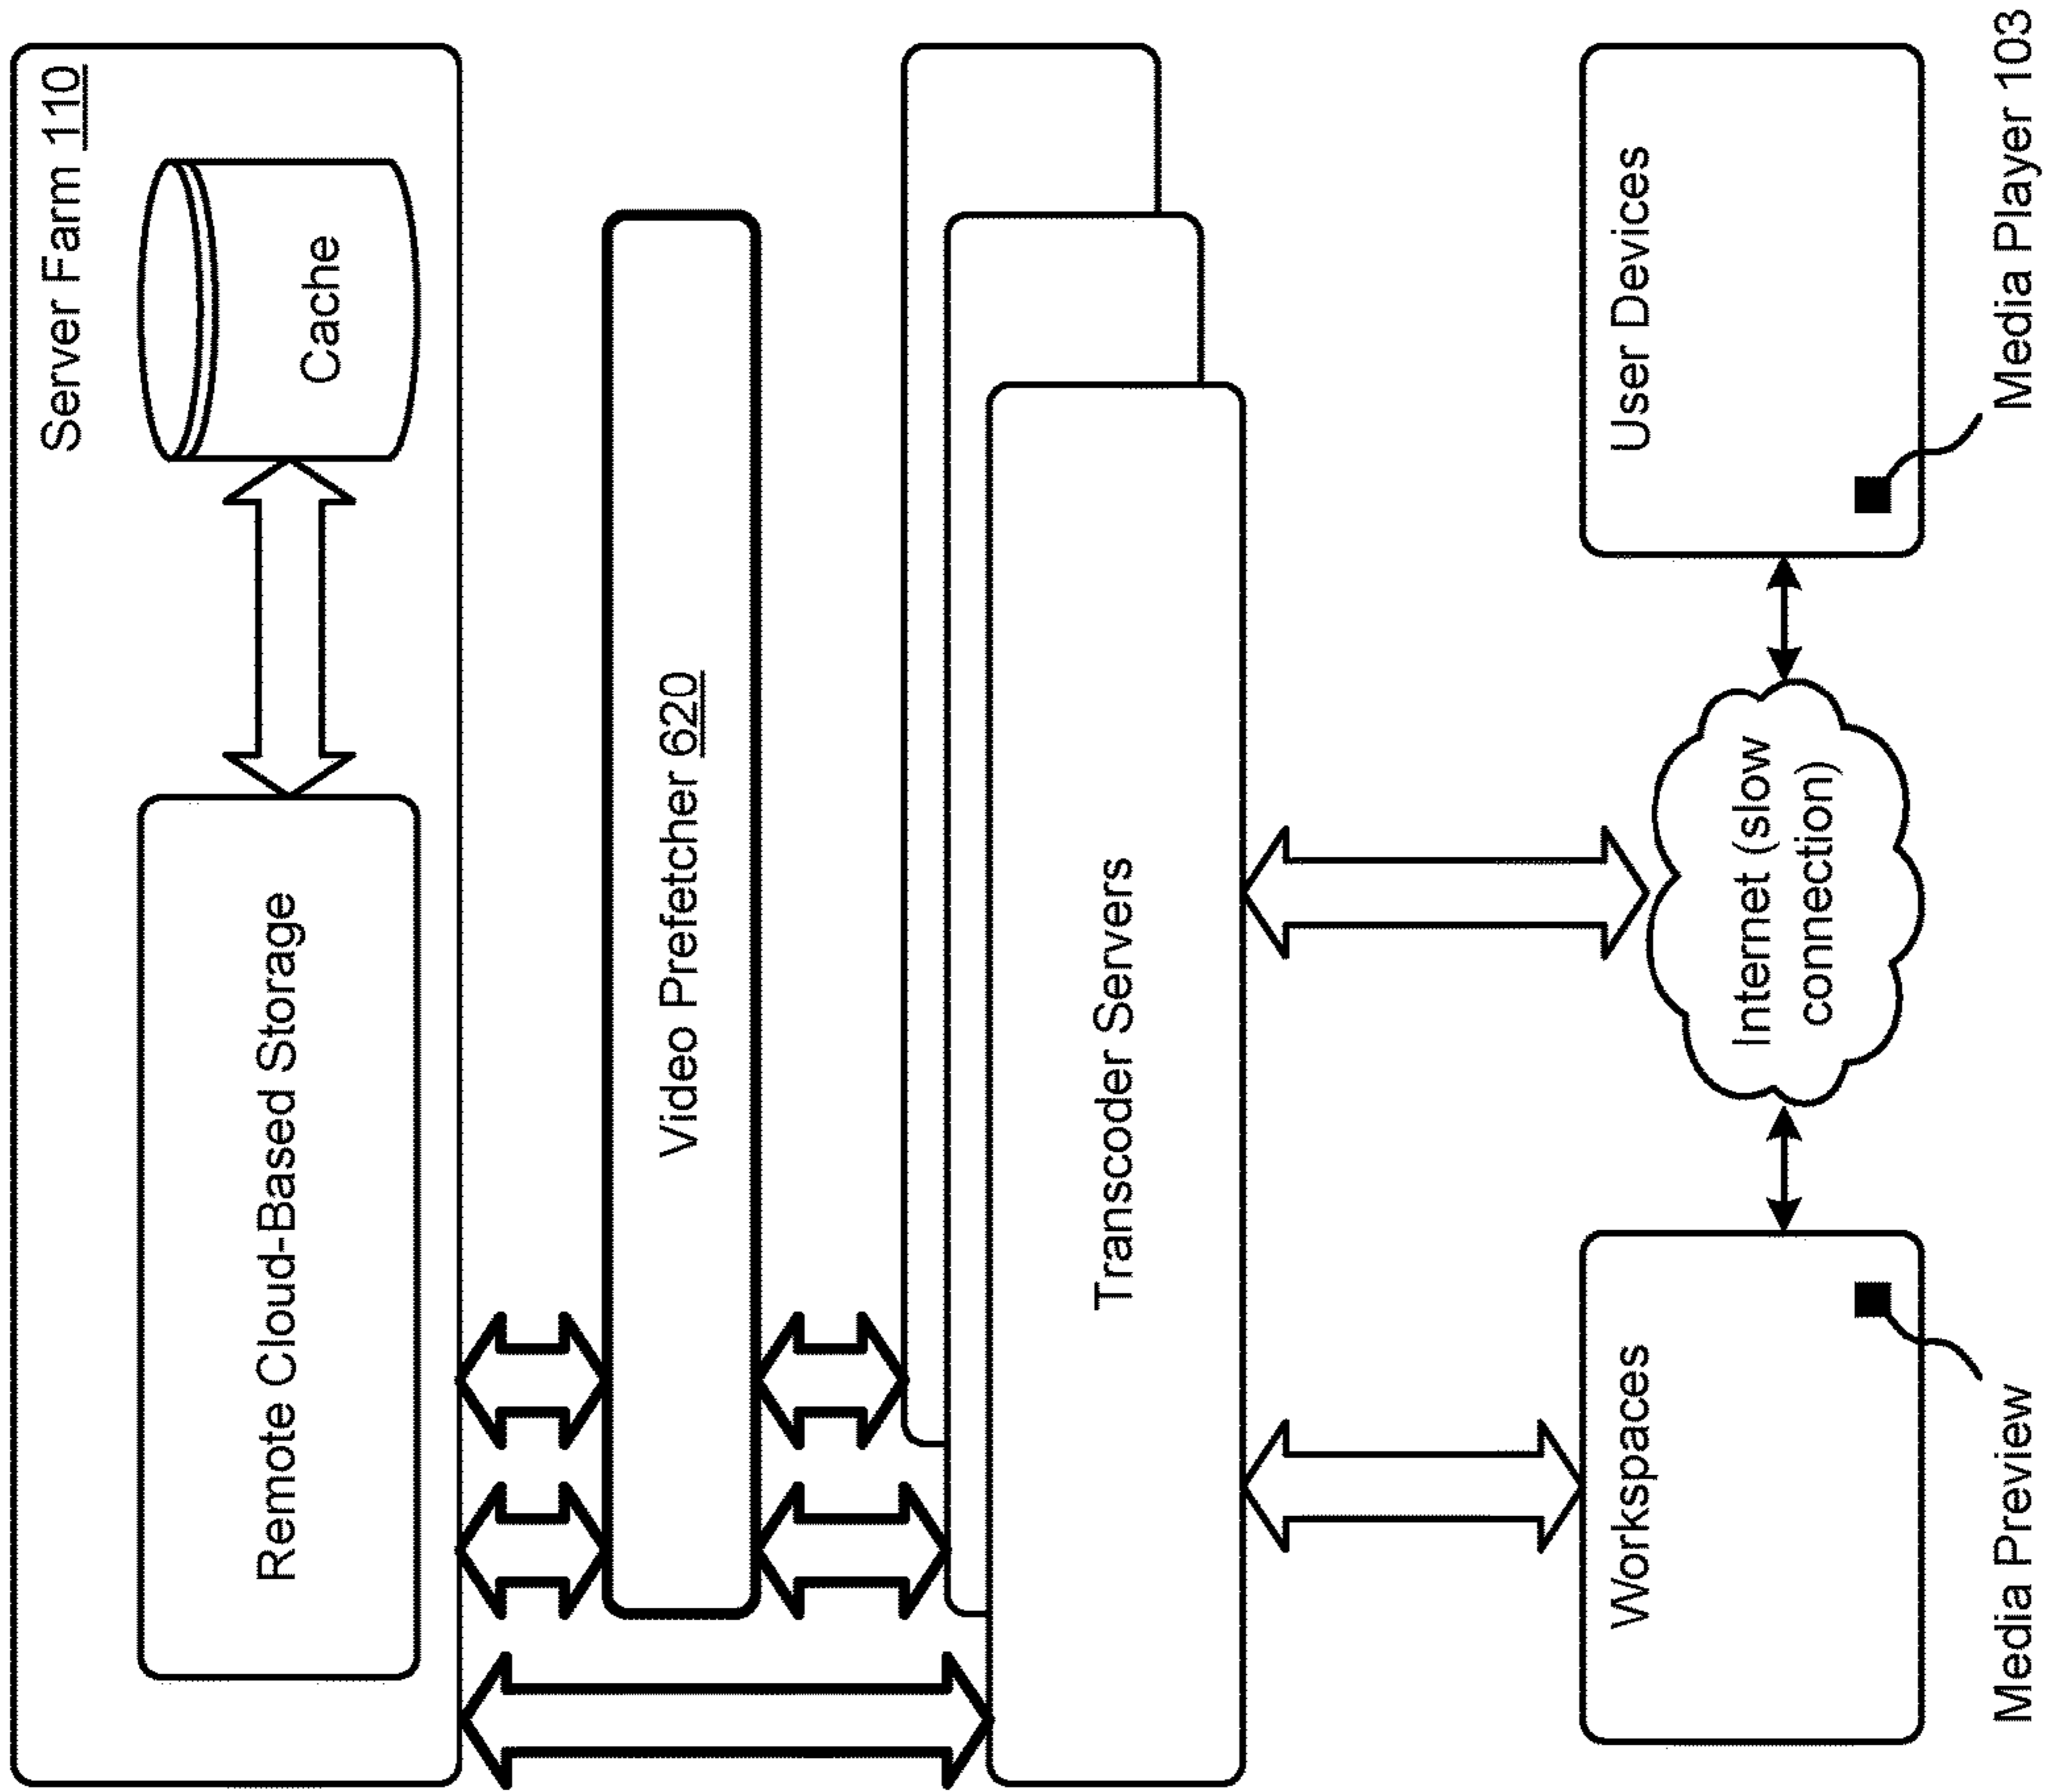 Server Farm 110
Remote Cloud-Based Storage
Cache
Video Prefetcher 620
Transcoder Servers
Workspaces
Internet (slow
connection)
User Devices
Media Preview
Media Player 103